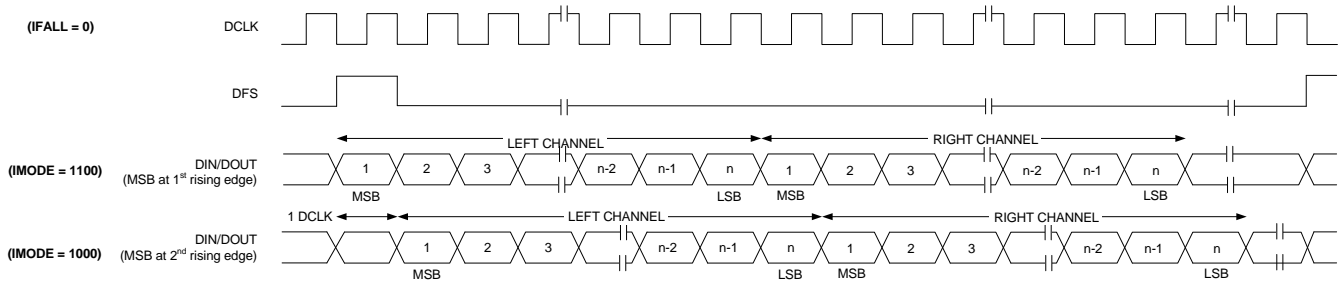 (IFALL = 0) DCLK
DFS
LEFT CHANNEL RIGHT CHANNEL
(IMODE = 1100) DIN/DOUT 1 2 3 n-2 n-1 n 1 2 3 n-2 n-1 n
(MSB at 1st rising edge)
MSB LSB MSB LSB
1 DCLK LEFT CHANNEL RIGHT CHANNEL
(IMODE = 1000) DIN/DOUT 1 2 3 n-2 n-1 n 1 2 3 n-2 n-1 n
(MSB at 2nd rising edge)
MSB LSB MSB LSB